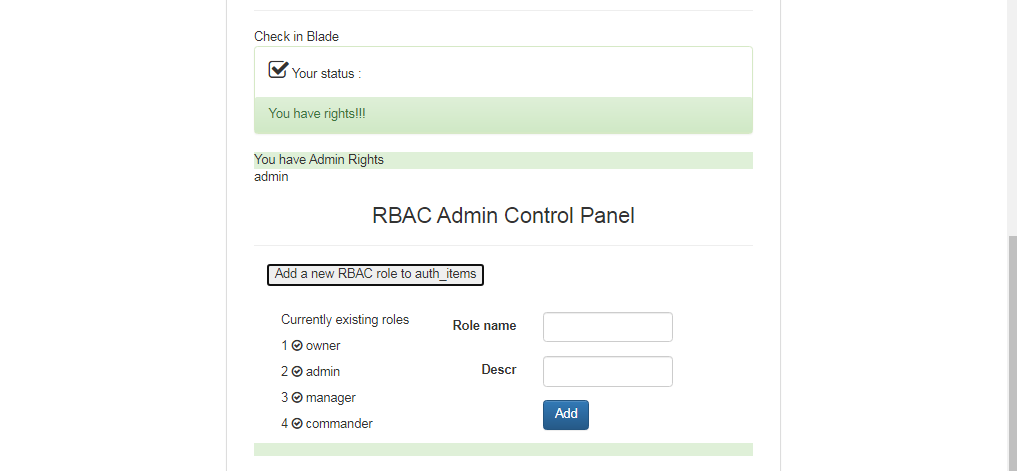 Check in Blade
Your status :
You have rights!!!
You have Admin Rights
admin
RBAC Admin Control Panel
Add a new RBAC role to auth_items
Currently existing roles
1 owner
2 admin
3 manager
4 commander
Role name
Descr
Add